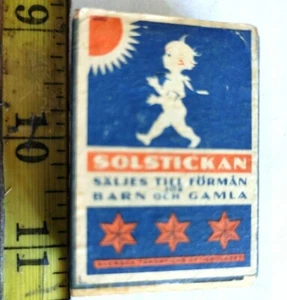 SOLSTICKAN
SÄLJES TILL FÖRMÅN
FÖR
BARN OCH GAMLA
9
10
11